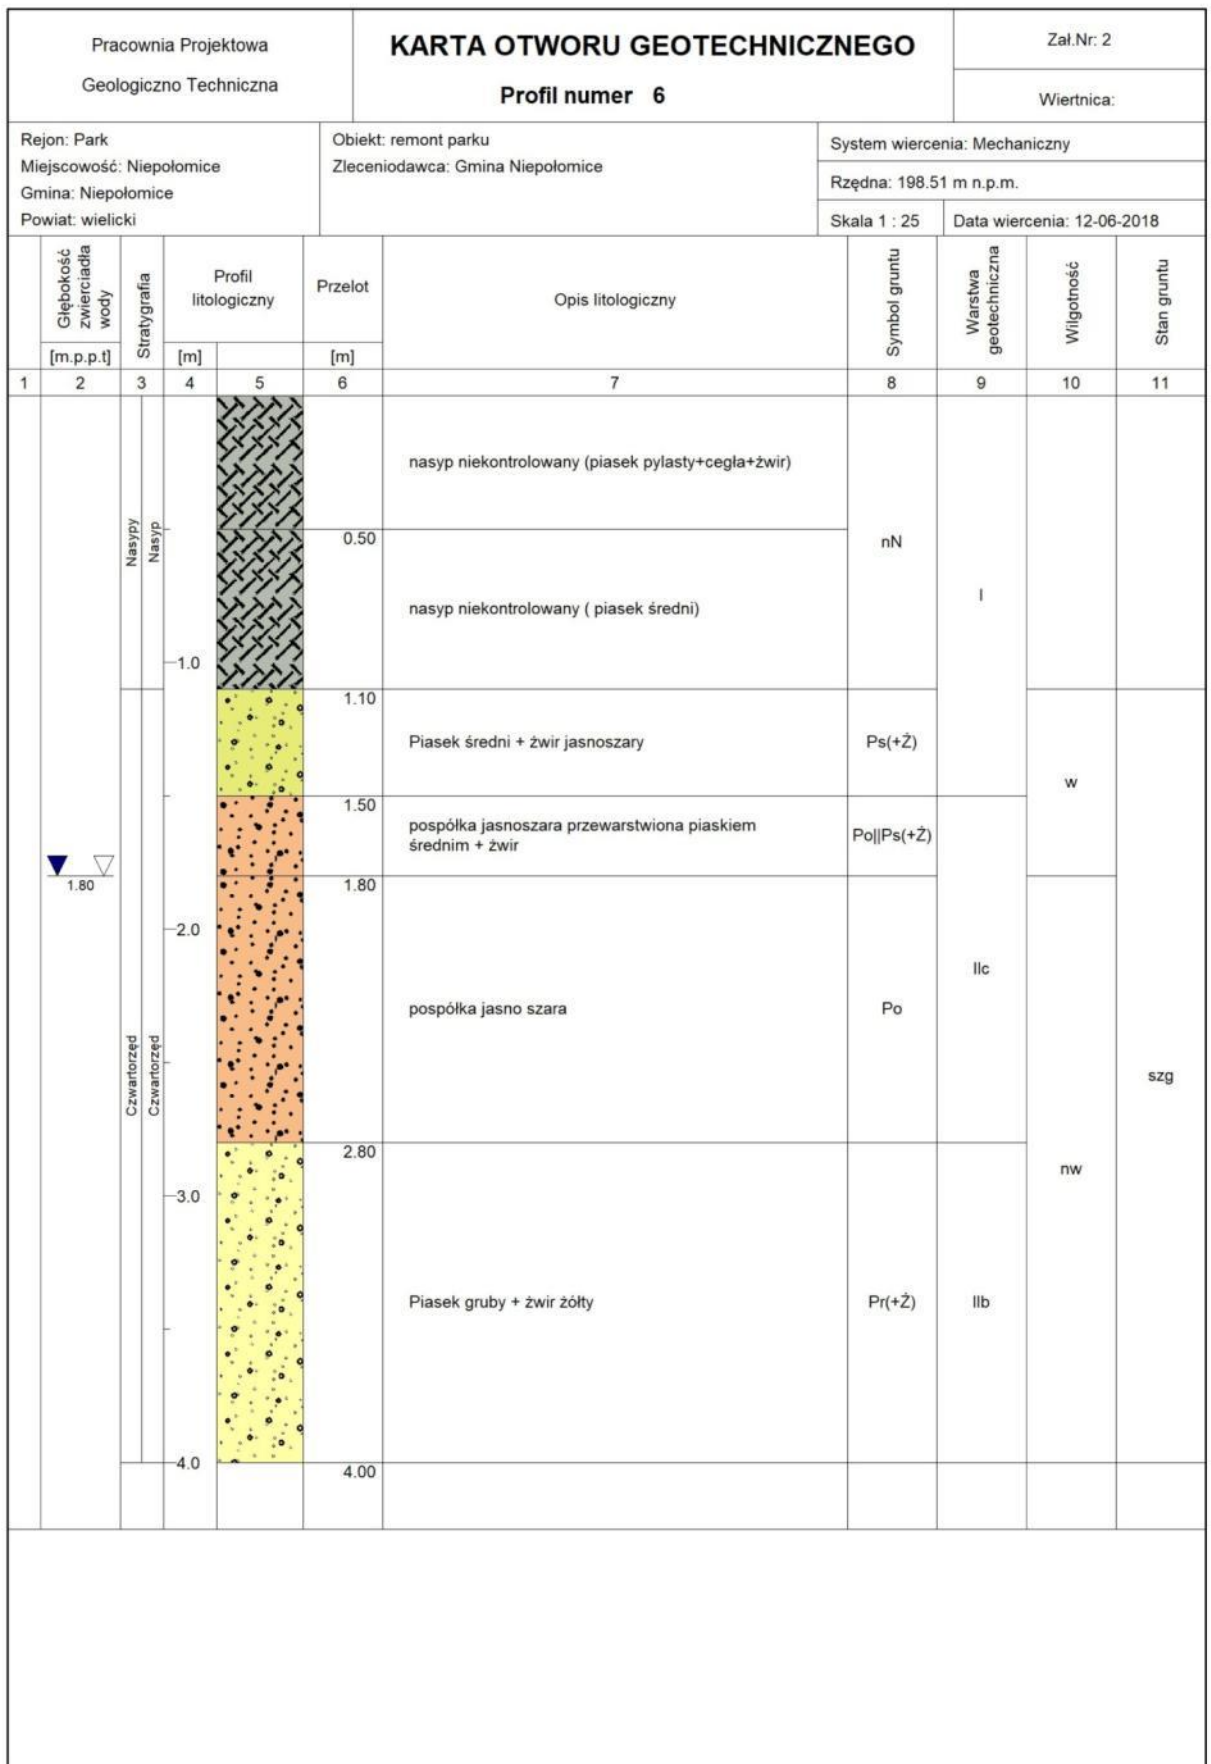 Pracownia Projektowa
Geologiczno Techniczna
KARTA OTWORU GEOTECHNICZNEGO
Profil numer 6
Zał.Nr: 2
Wiertnica:
Rejon: Park
Miejscowość: Niepołomice
Gmina: Niepołomice
Powiat: wielicki
Obiekt: remont parku
Zleceniodawca: Gmina Niepołomice
System wiercenia: Mechaniczny
Rzędna: 198.51 m n.p.m.
Skala 1 : 25
Data wiercenia: 12-06-2018
Głębokość
zwierciadła
wody
[m.p.p.t]
Stratygrafia
Profil
litologiczny
[m]
Przelot
[m]
Opis litologiczny
Symbol gruntu
Warstwa
geotechniczna
Wilgotność
Stan gruntu
1 2 3 4 5 6 7 8 9 10 11
nasyp niekontrolowany (piasek pylasty+cegła+żwir)
Nasypy
Nasyp
0.50
nN
nasyp niekontrolowany ( piasek średni)
I
1.0
1.10
Piasek średni + żwir jasnoszary
Ps(+Ż)
w
1.50
pospółka jasnoszara przewarstwiona piaskiem
średnim + żwir
Po||Ps(+Ż)
1.80
1.80
2.0
pospółka jasno szara
Po
IIc
Czwartorzęd
Czwartorzęd
szg
2.80
nw
3.0
Piasek gruby + żwir żółty
Pr(+Ż)
IIb
4.0
4.00